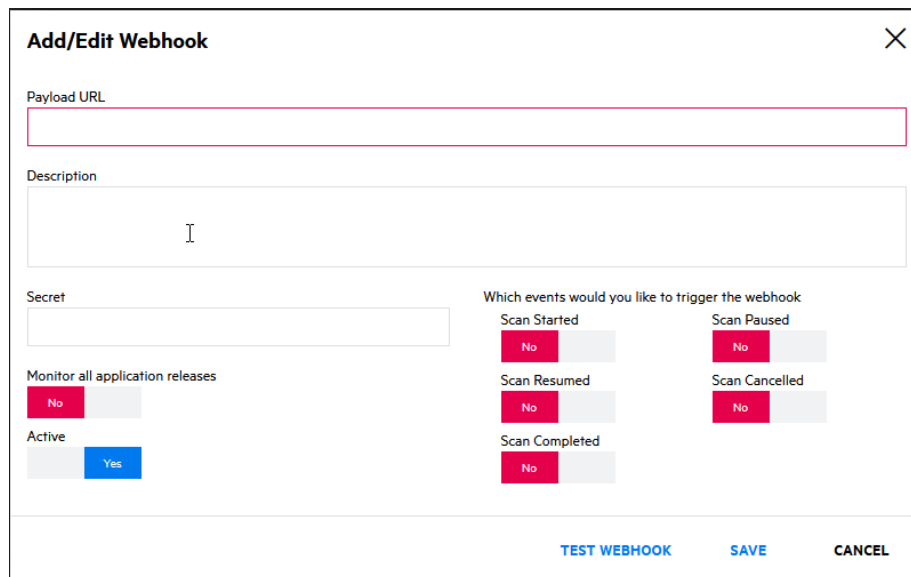 Add/Edit Webhook
Payload URL
Description
Secret
Which events would you like to trigger the webhook
Scan Started
Scan Paused
No
No
Monitor all application releases
No
Scan Resumed
Scan Cancelled
No
No
Active
Yes
Scan Completed
No
TEST WEBHOOK
SAVE
CANCEL